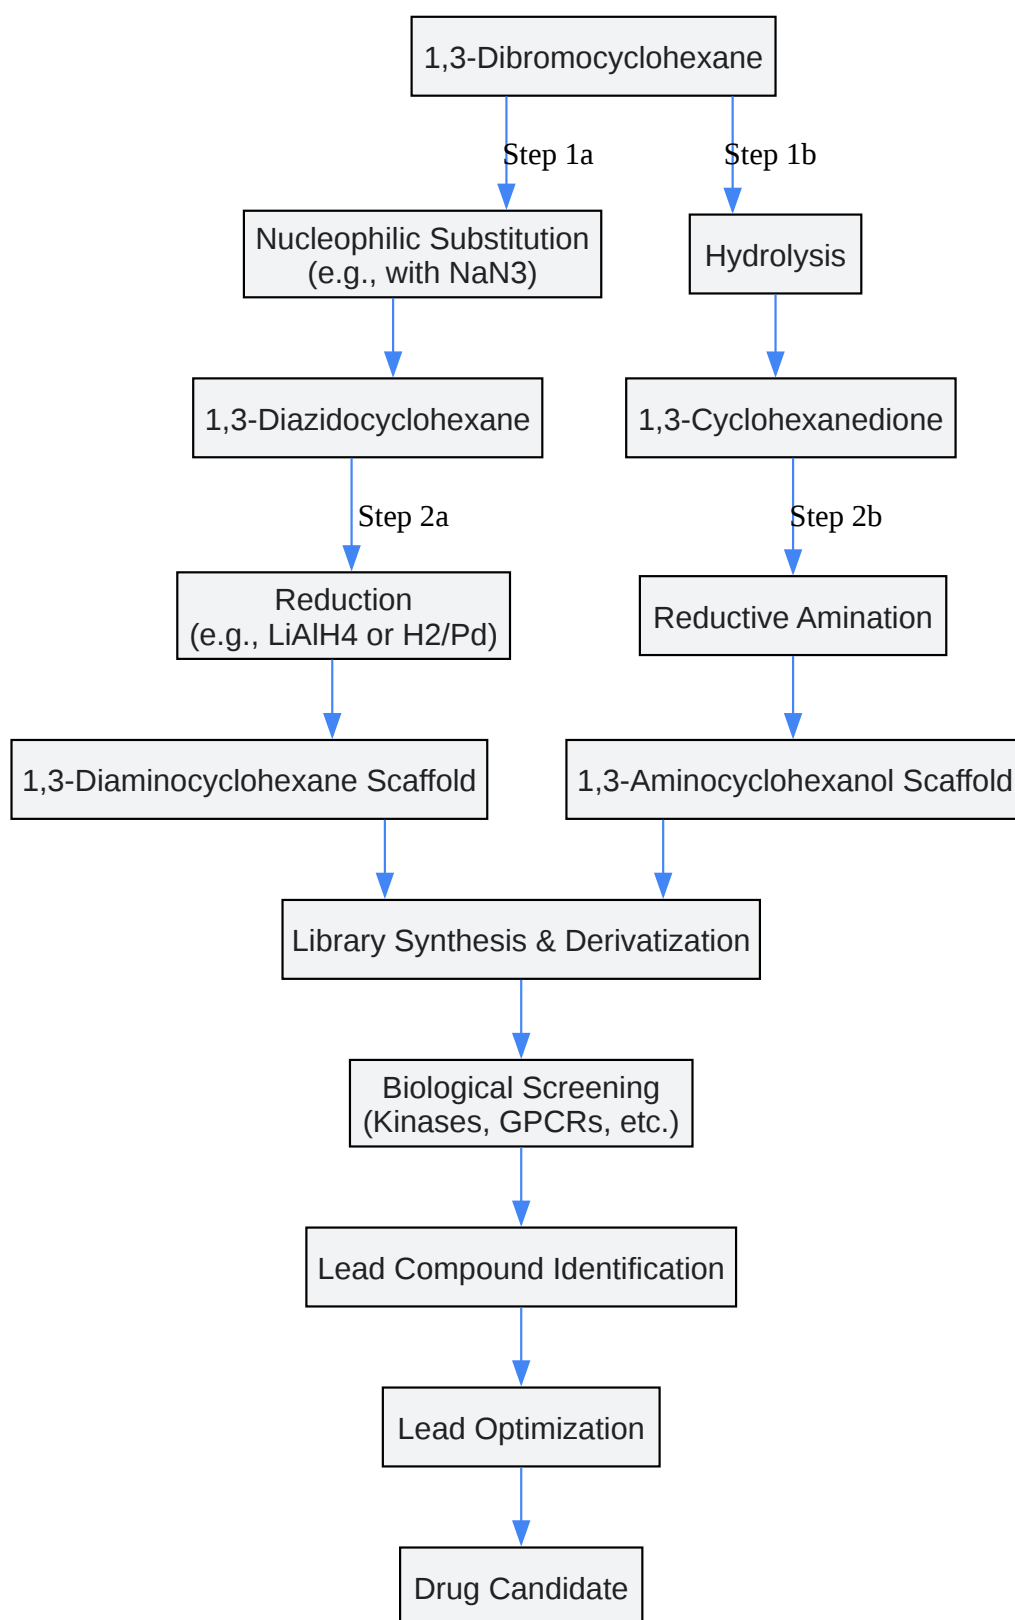 1,3-Dibromocyclohexane
Step 1a
Step 1b
Nucleophilic Substitution
(e.g., with NaN3)
Hydrolysis
1,3-Diazidocyclohexane
1,3-Cyclohexanedione
Step 2a
Step 2b
Reduction
(e.g., LiAlH4 or H2/Pd)
Reductive Amination
1,3-Diaminocyclohexane Scaffold
1,3-Aminocyclohexanol Scaffold
Library Synthesis & Derivatization
Biological Screening
(Kinases, GPCRs, etc.)
Lead Compound Identification
Lead Optimization
Drug Candidate